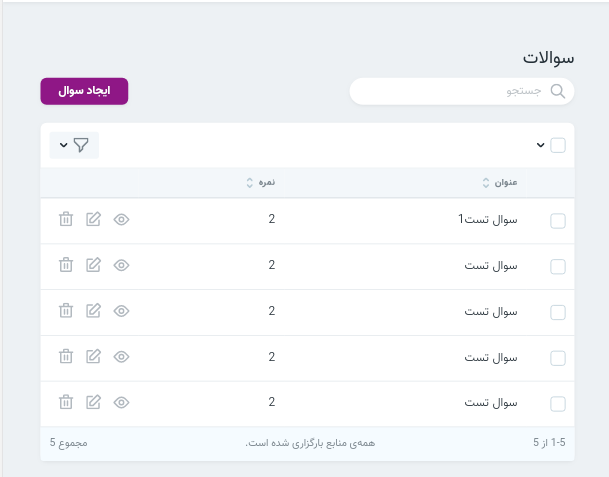 سوالات
جستجو
ایجاد سوال
عنوان نمره
سوال تست1 2
سوال تست 2
سوال تست 2
سوال تست 2
سوال تست 2
1-5 از 5 همه‌ی منابع بارگزاری شده است. مجموع 5